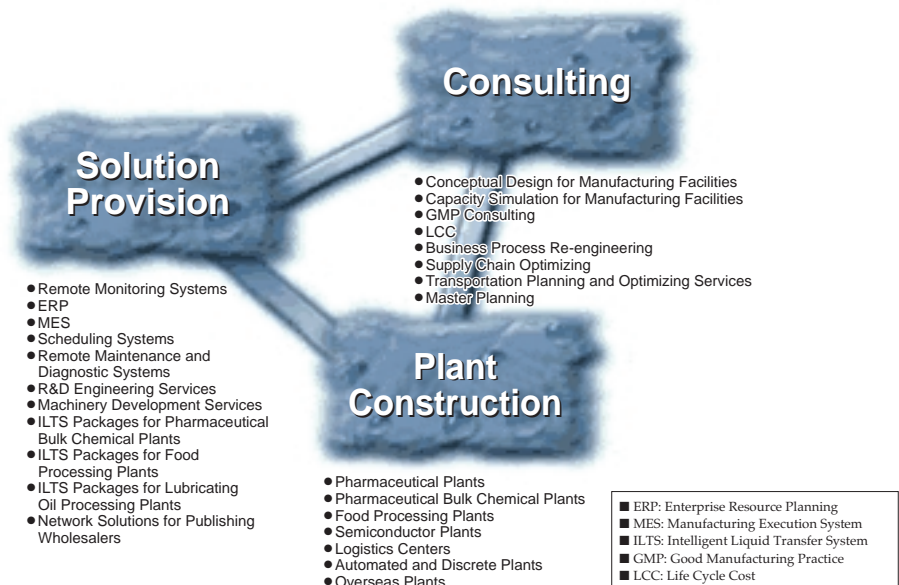 Consulting
Solution
Provision
● Conceptual Design for Manufacturing Facilities
● Capacity Simulation for Manufacturing Facilities
● GMP Consulting
● LCC
● Business Process Re-engineering
● Supply Chain Optimizing
● Transportation Planning and Optimizing Services
● Master Planning
● Remote Monitoring Systems
● ERP
● MES
● Scheduling Systems
● Remote Maintenance and
Diagnostic Systems
● R&D Engineering Services
● Machinery Development Services
● ILTS Packages for Pharmaceutical
Bulk Chemical Plants
● ILTS Packages for Food
Processing Plants
● ILTS Packages for Lubricating
Oil Processing Plants
● Network Solutions for Publishing
Wholesalers
Plant
Construction
● Pharmaceutical Plants
● Pharmaceutical Bulk Chemical Plants
● Food Processing Plants
● Semiconductor Plants
● Logistics Centers
● Automated and Discrete Plants
● Overseas Plants
■ ERP: Enterprise Resource Planning
■ MES: Manufacturing Execution System
■ ILTS: Intelligent Liquid Transfer System
■ GMP: Good Manufacturing Practice
■ LCC: Life Cycle Cost